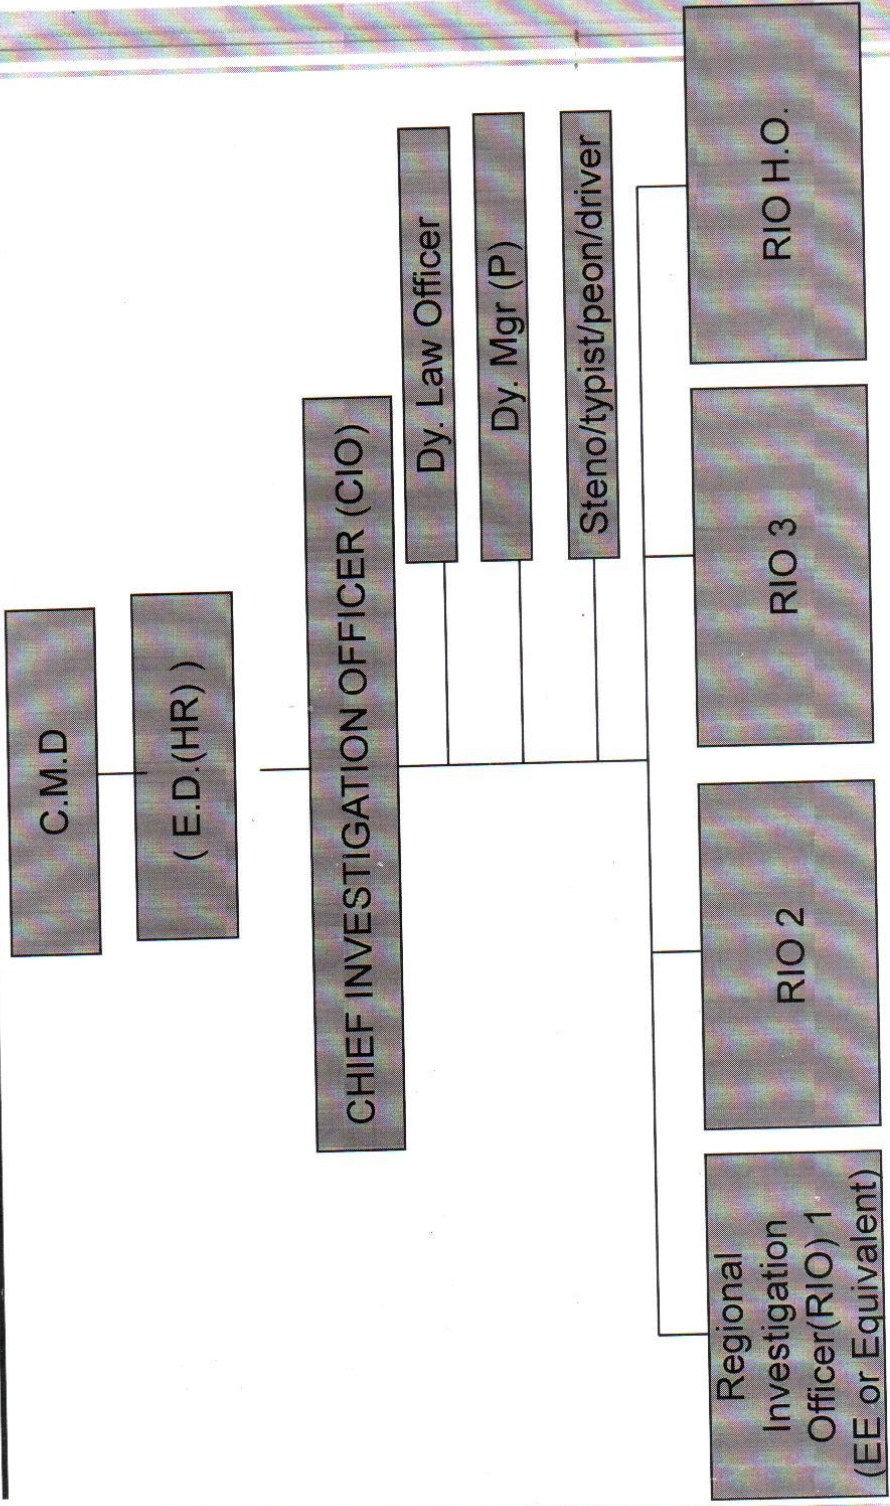 C.M.D
( E.D.(HR) )
CHIEF INVESTIGATION OFFICER (CIO)
Dy. Law Officer
Dy. Mgr (P)
Steno/typist/peon/driver
Regional
Investigation
Officer(RIO) 1
(EE or Equivalent)
RIO 2
RIO 3
RIO H.O.